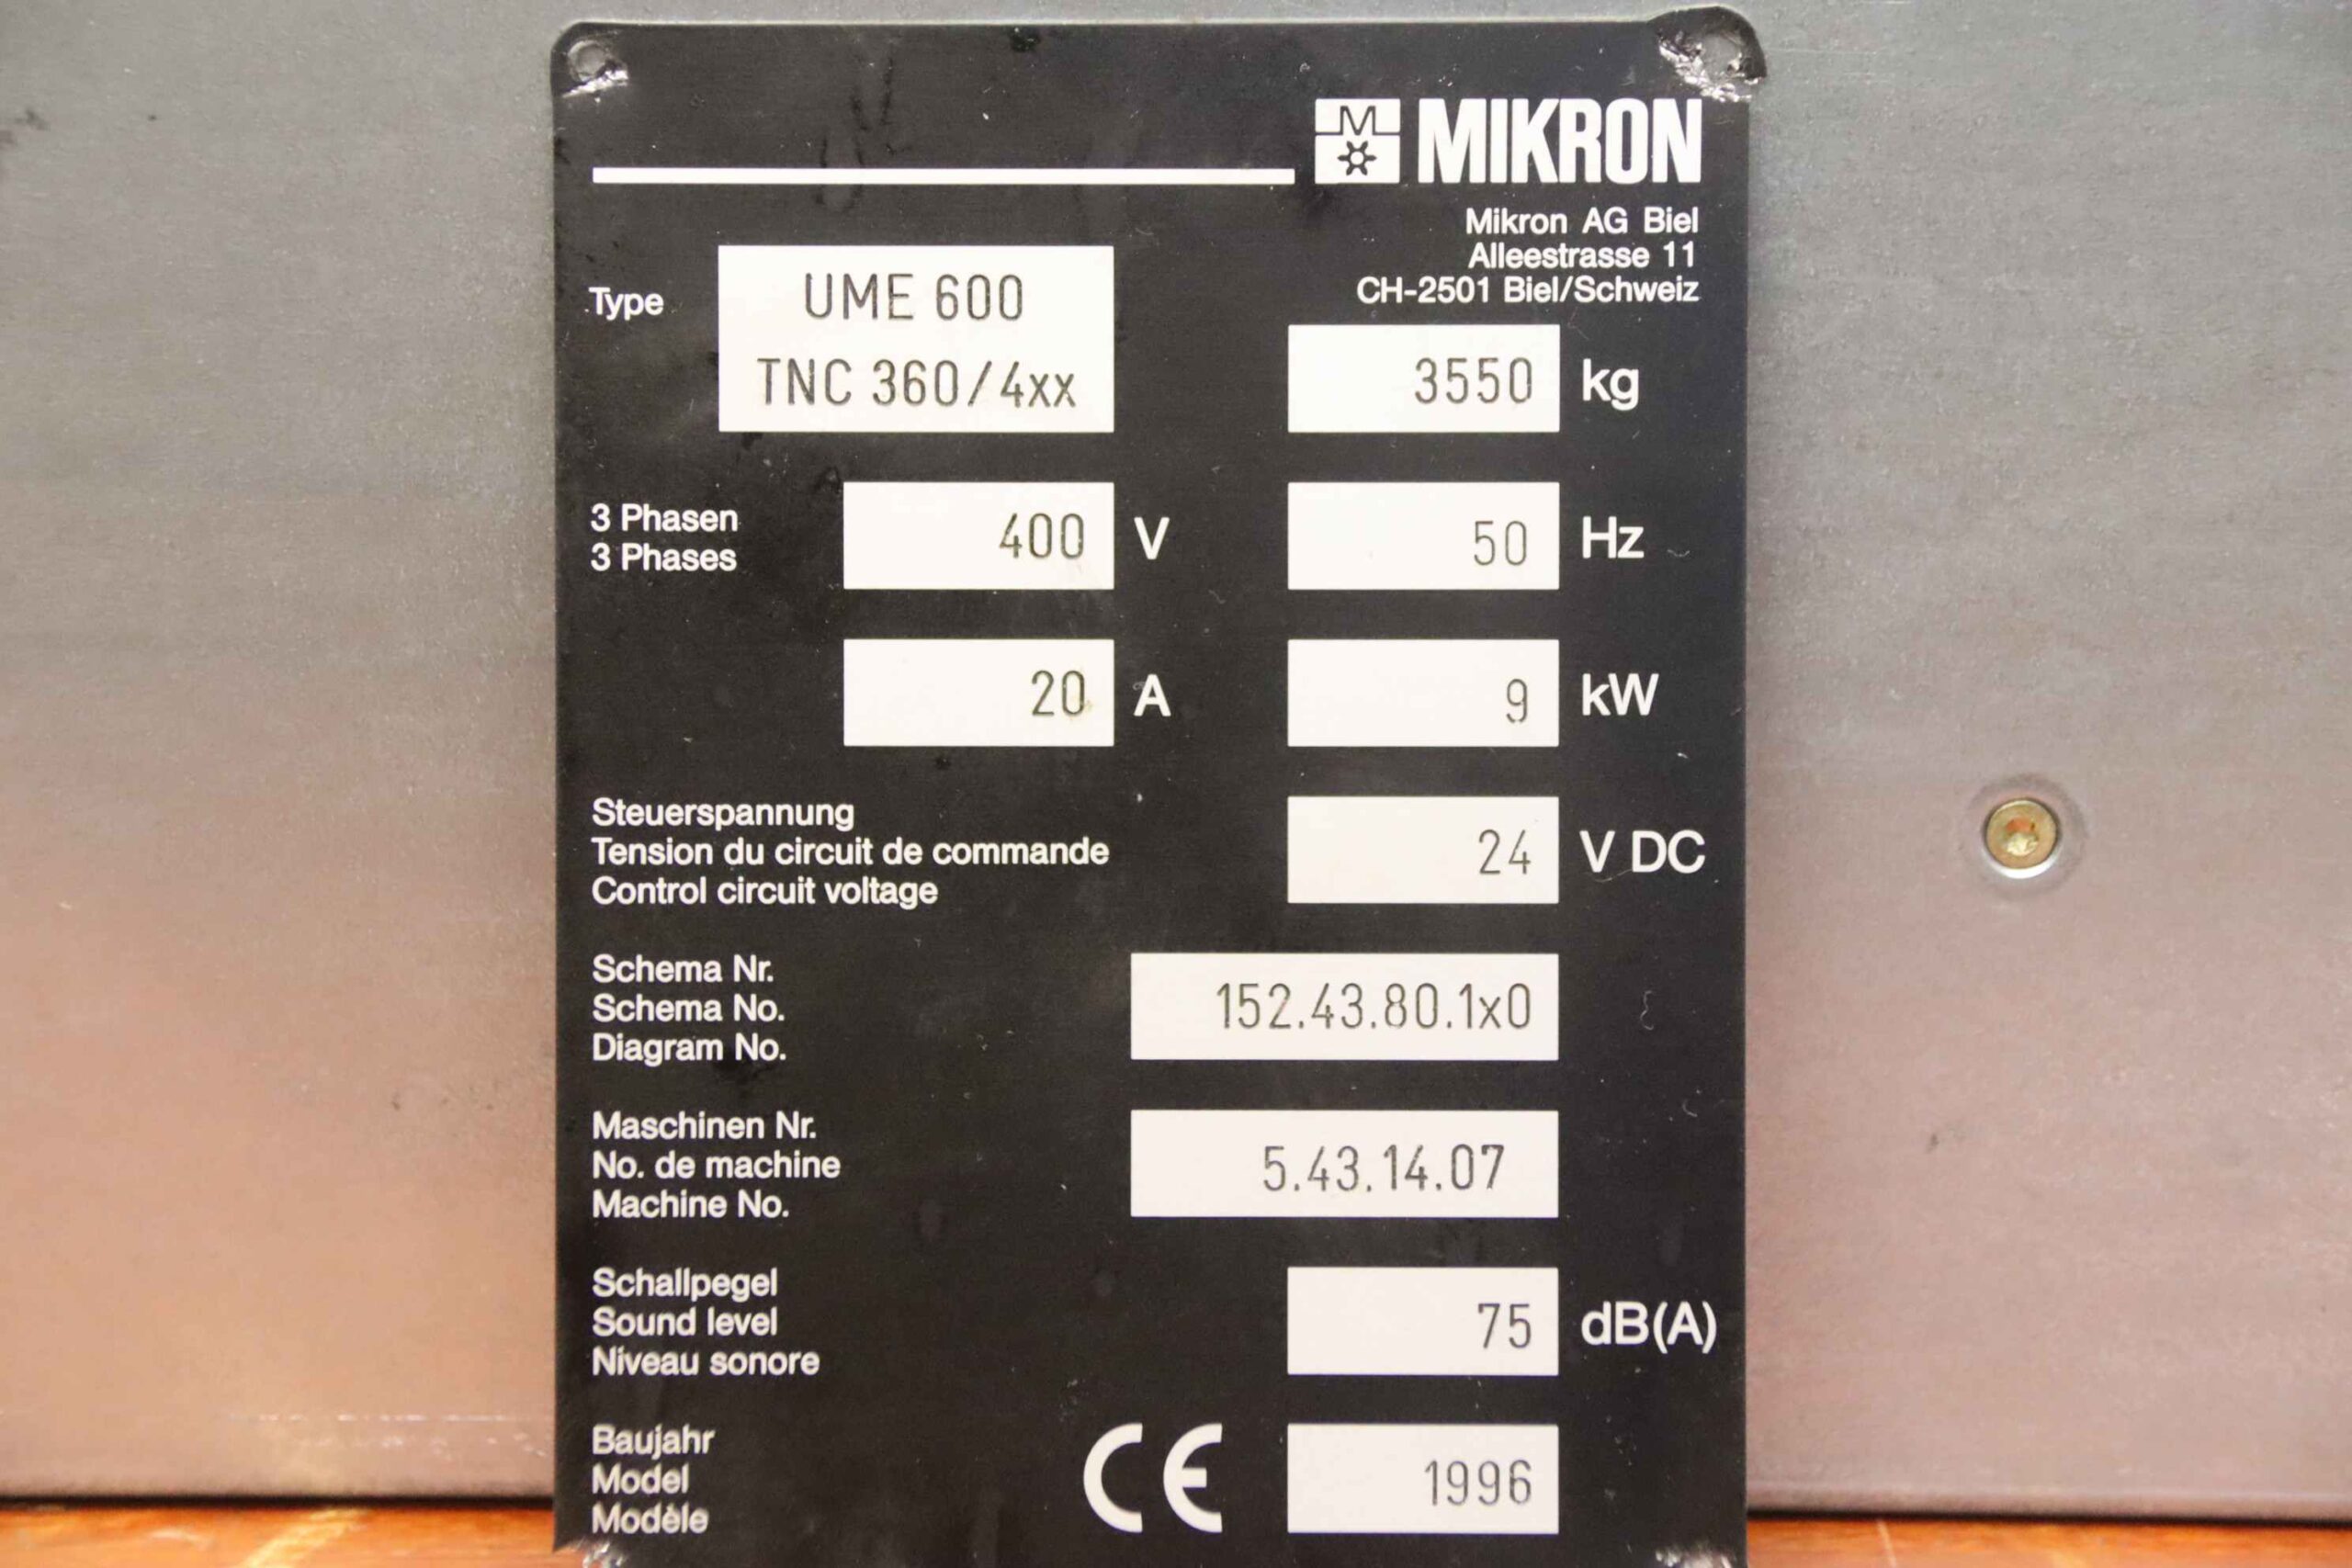 MIKRON
Mikron AG Biel
Alleestrasse 11
CH-2501 Biel/Schweiz
Type
UME 600
TNC 360/4xx
3550 kg
3 Phasen
3 Phases
400 V
50 Hz
20 A
9 kW
Steuerspannung
Tension du circuit de commande
Control circuit voltage
24 V DC
Schema Nr.
Schema No.
Diagram No.
152.43.80.1x0
Maschinen Nr.
No. de machine
Machine No.
5.43.14.07
Schallpegel
Sound level
Niveau sonore
75 dB(A)
Baujahr
Model
Modèle
CE
1996